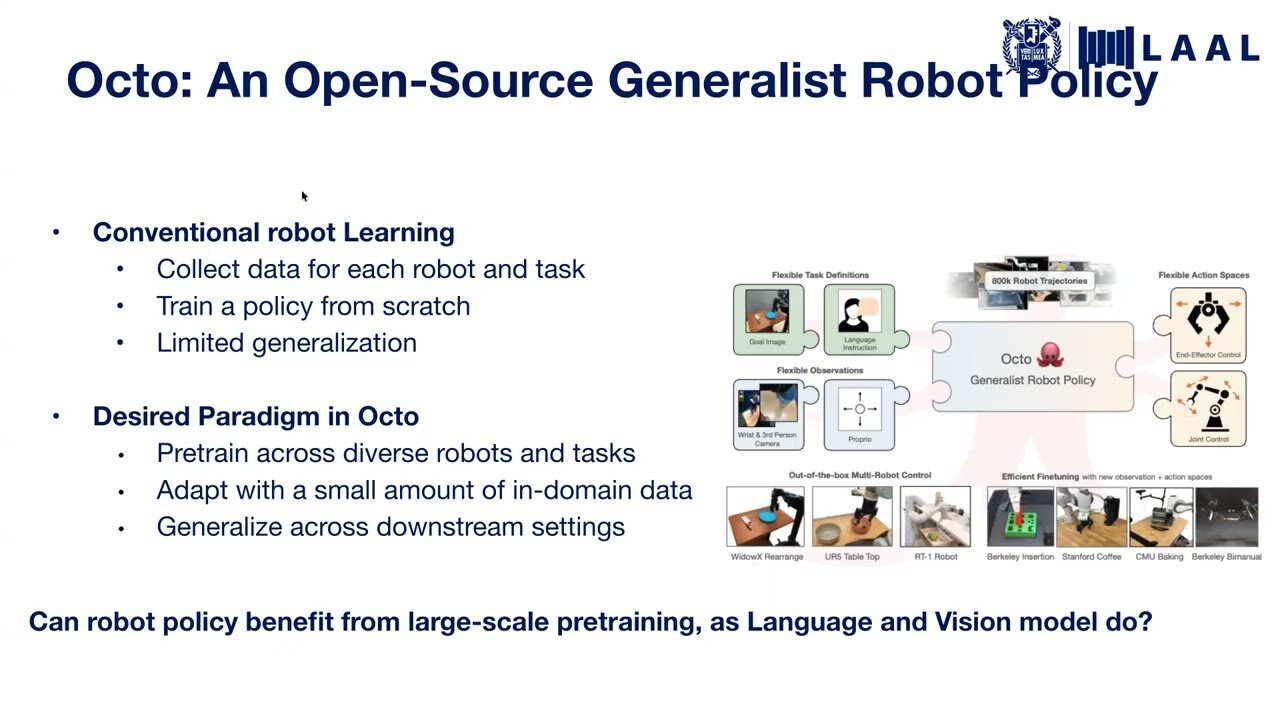 LAAL
Octo: An Open-Source Generalist Robot Policy
• Conventional robot Learning
• Collect data for each robot and task
• Train a policy from scratch
• Limited generalization
• Desired Paradigm in Octo
• Pretrain across diverse robots and tasks
• Adapt with a small amount of in-domain data
• Generalize across downstream settings
Flexible Task Definitions
Goal Image
Language
Instruction
Flexible Observations
Wrist & 3rd Person
Camera
Proprio
800k Robot Trajectories
Octo
Generalist Robot Policy
Flexible Action Spaces
End-Effector Control
Joint Control
Out-of-the-box Multi-Robot Control
WidowX Rearrange
UR5 Table Top
RT-1 Robot
Efficient Finetuning with new observation + action spaces
Berkeley Insertion
Stanford Coffee
CMU Baking
Berkeley Bimanual
Can robot policy benefit from large-scale pretraining, as Language and Vision model do?